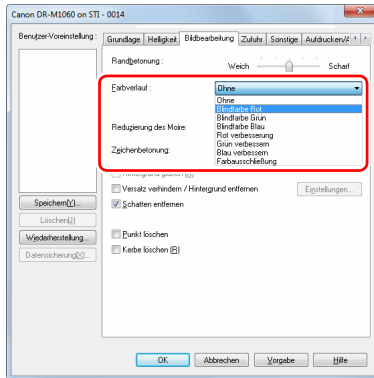 Canon DR-M1060 on STI - 0014
Benutzer-Voreinstellung :
Grundlage Helligkeit Bildbearbeitung Zufuhr Sonstige Aufdrucken/A
Randbetonung :
Weich Scharf
Farbverlauf :
Ohne
Ohne
Blindfarbe Rot
Blindfarbe Grün
Blindfarbe Blau
Rot verbesserung
Grün verbessern
Blau verbessern
Farbausschließung
Reduzierung des Moire:
Zeichenbetonung:
Versatz verhindern / Hintergrund entfernen
Einstellungen...
Schatten entfernen
Punkt löschen
Kerbe löschen (R)
Speichern(Y)...
Löschen(J)
Wiederherstellung...
Datensicherung(X)...
OK Abbrechen Vorgabe Hilfe